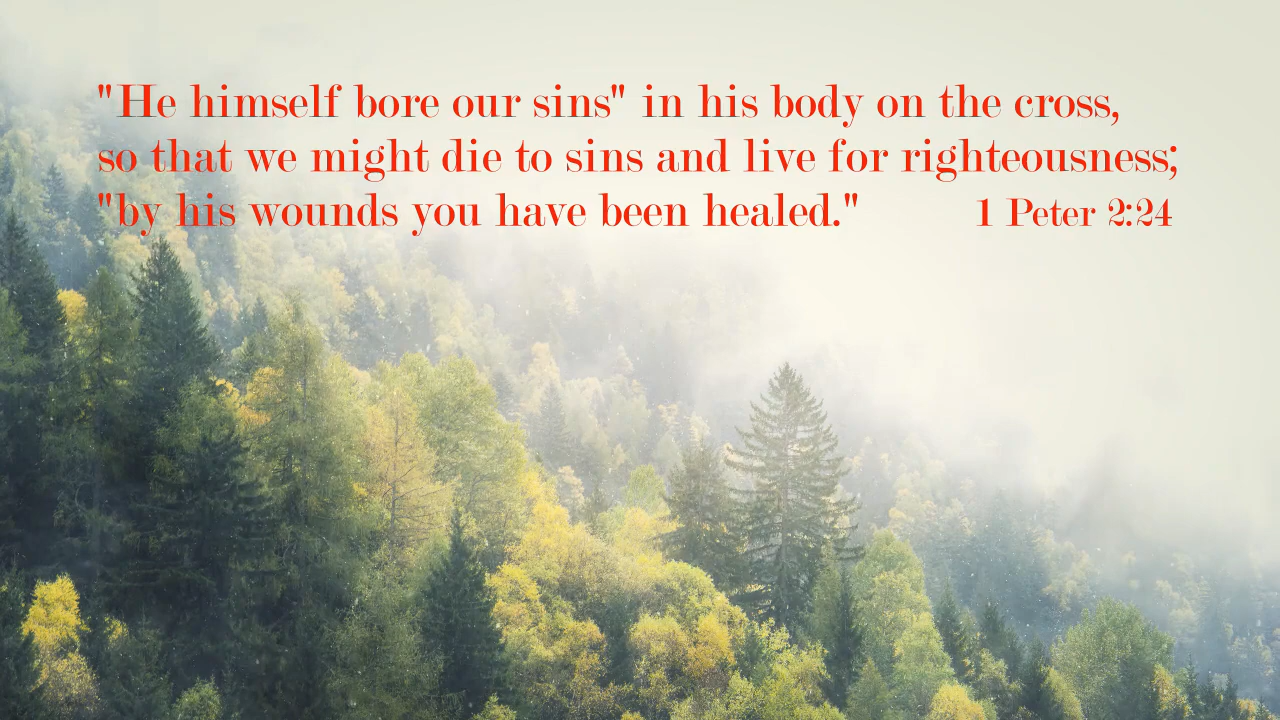 "He himself bore our sins" in his body on the cross,
so that we might die to sins and live for righteousness;
"by his wounds you have been healed." 1 Peter 2:24